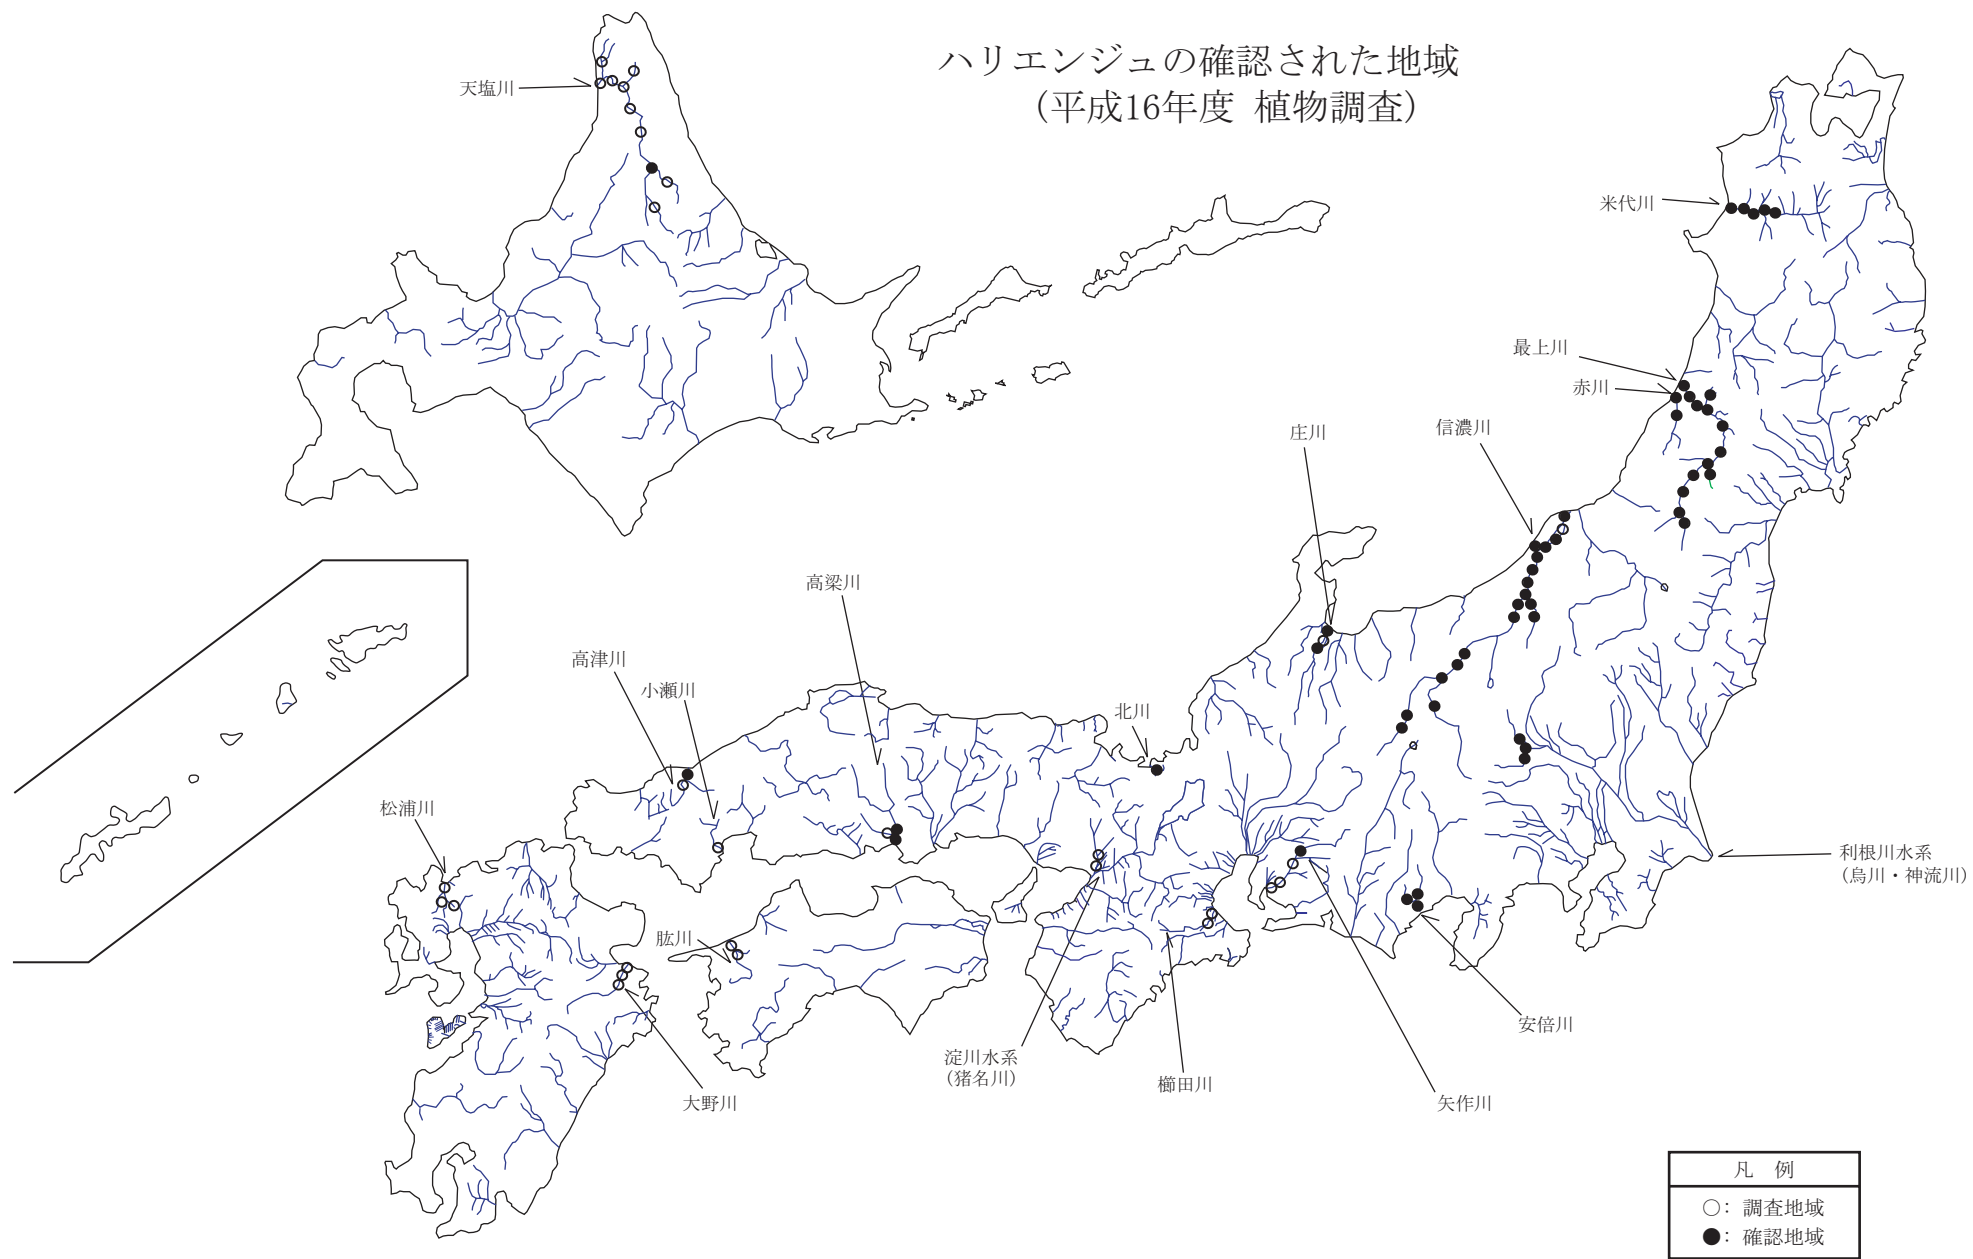 ハリエンジュの確認された地域
（平成16年度 植物調査）
天塩川
米代川
最上川
赤川
信濃川
庄川
高梁川
高津川
小瀬川
北川
松浦川
利根川水系
（烏川・神流川）
肱川
安倍川
淀川水系
（猪名川）
櫛田川
大野川
矢作川
凡 例
○： 調査地域
●： 確認地域